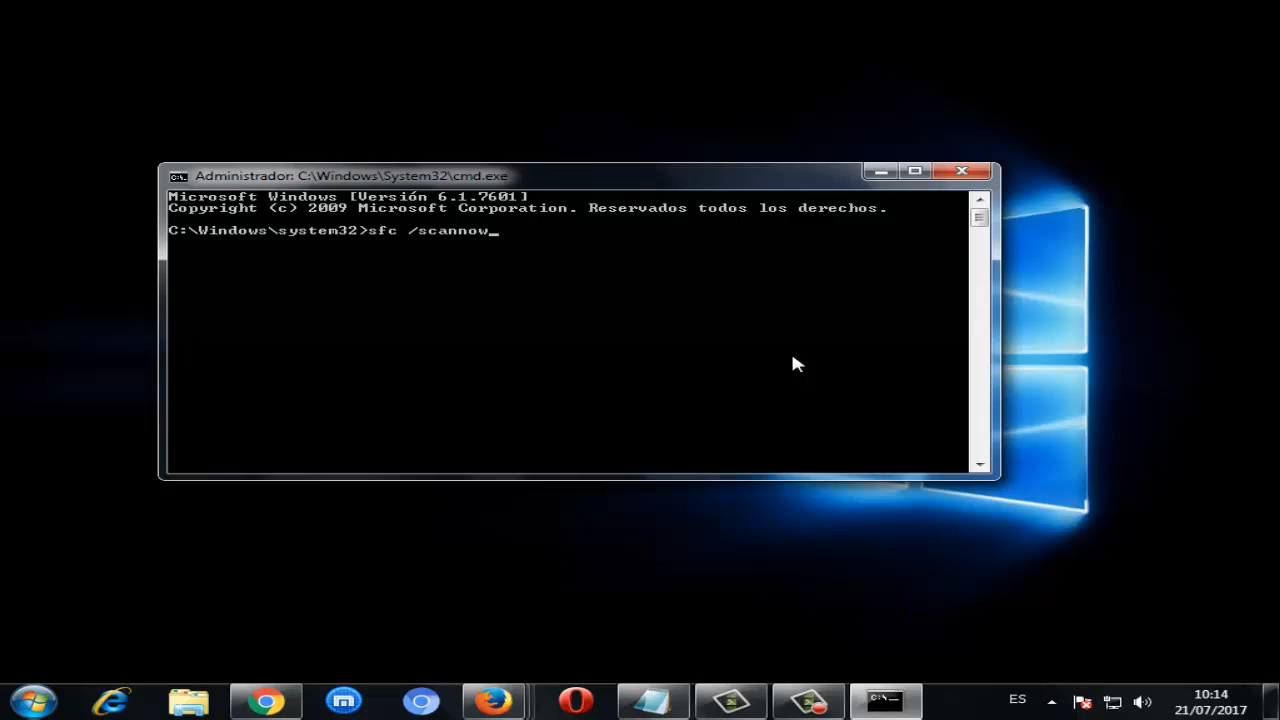 Administrador: C:\Windows\System32\cmd.exe
Microsoft Windows [Versión 6.1.7601]
Copyright (c) 2009 Microsoft Corporation. Reservados todos los derechos.
C:\Windows\system32>sfc /scannow_
ES
10:14
21/07/2017